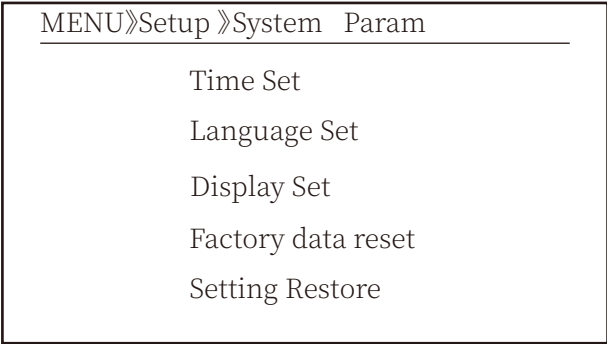 MENU》Setup 》System Param
Time Set
Language Set
Display Set
Factory data reset
Setting Restore